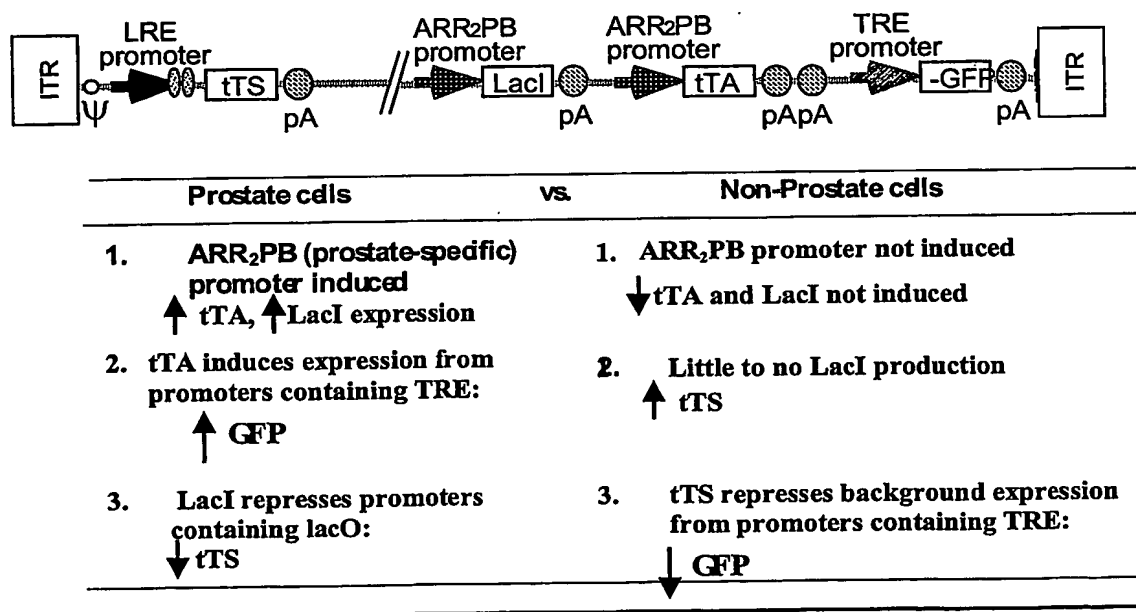 LRE promoter ARR₂PB promoter ARR₂PB promoter TRE promoter
ITR Ψ tTS pA LacI pA tTA pA pA -GFP pA ITR
Prostate cells vs. Non-Prostate cells
1. ARR₂PB (prostate-specific)
promoter induced
tTA, LacI expression
2. tTA induces expression from
promoters containing TRE:
GFP
3. LacI represses promoters
containing lacO:
tTS
1. ARR₂PB promoter not induced
tTA and LacI not induced
2. Little to no LacI production
tTS
3. tTS represses background expression
from promoters containing TRE:
GFP